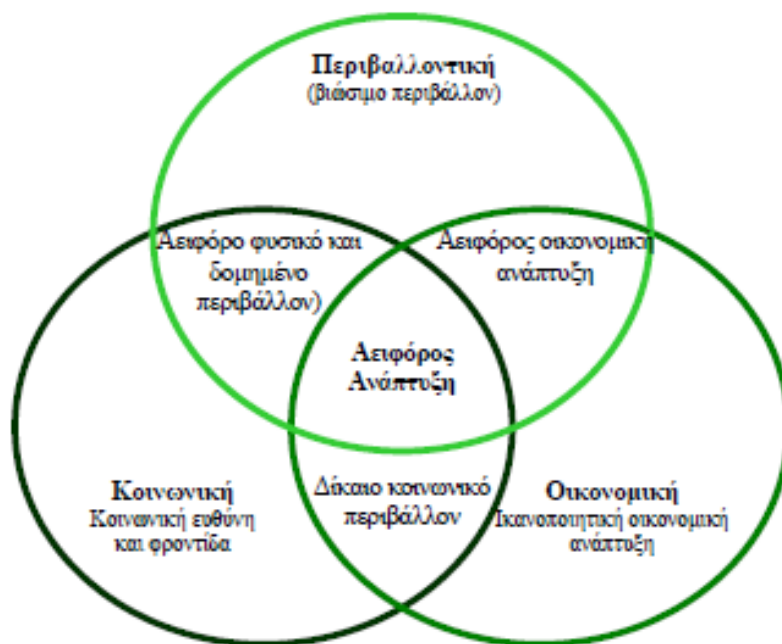 Περιβαλλοντική
(βιώσιμο περιβάλλον)
Αειφόρο φυσικό και
δομημένο
περιβάλλον)
Αειφόρος οικονομική
ανάπτυξη
Αειφόρος
Ανάπτυξη
Κοινωνική
Κοινωνική ευθύνη
και φροντίδα
Δίκαιο κοινωνικό
περιβάλλον
Οικονομική
Ικανοποιητική οικονομική
ανάπτυξη